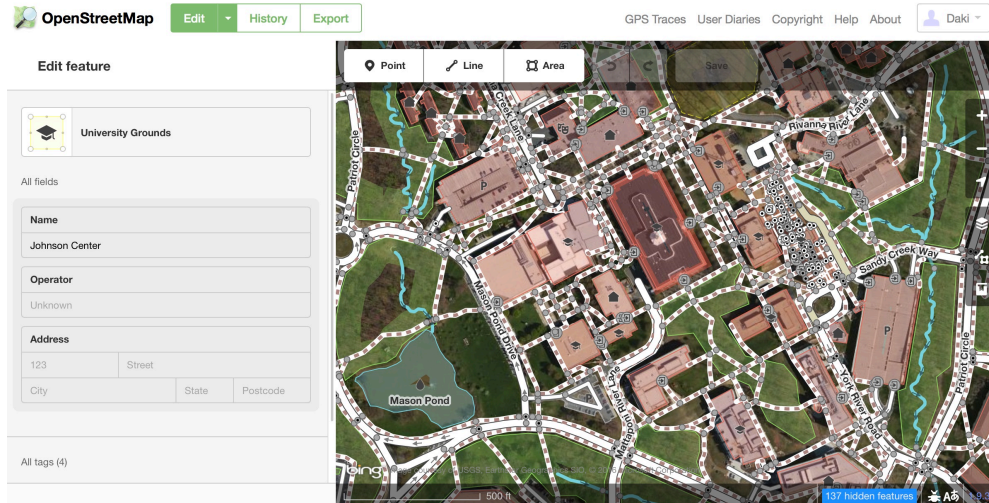 OpenStreetMap
Edit
History
Export
GPS Traces
User Diaries
Copyright
Help
About
Daki
Edit feature
Point
Line
Area
Save
University Grounds
All fields
Name
Johnson Center
Operator
Unknown
Address
123
Street
City
State
Postcode
All tags (4)
Creek Lane
Rivanna River Lane
Patriot Circle
P
Sandy Creek Way
Mason Pond Drive
P
Patriot Circle
Mason Pond
York River Road
Mattaponi River Lane
bing
500 ft
137 hidden features